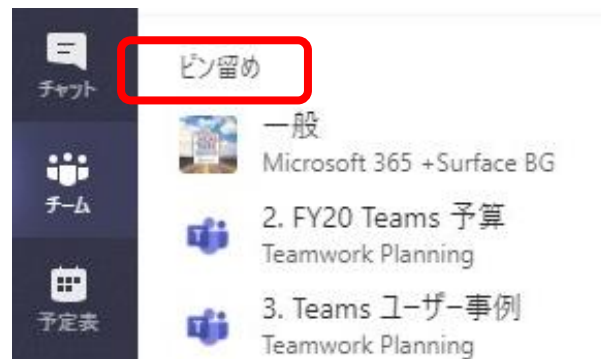 チャット
チーム
予定表
ピン留め
一般
Microsoft 365 +Surface BG
2. FY20 Teams 予算
Teamwork Planning
3. Teams ユーザー事例
Teamwork Planning